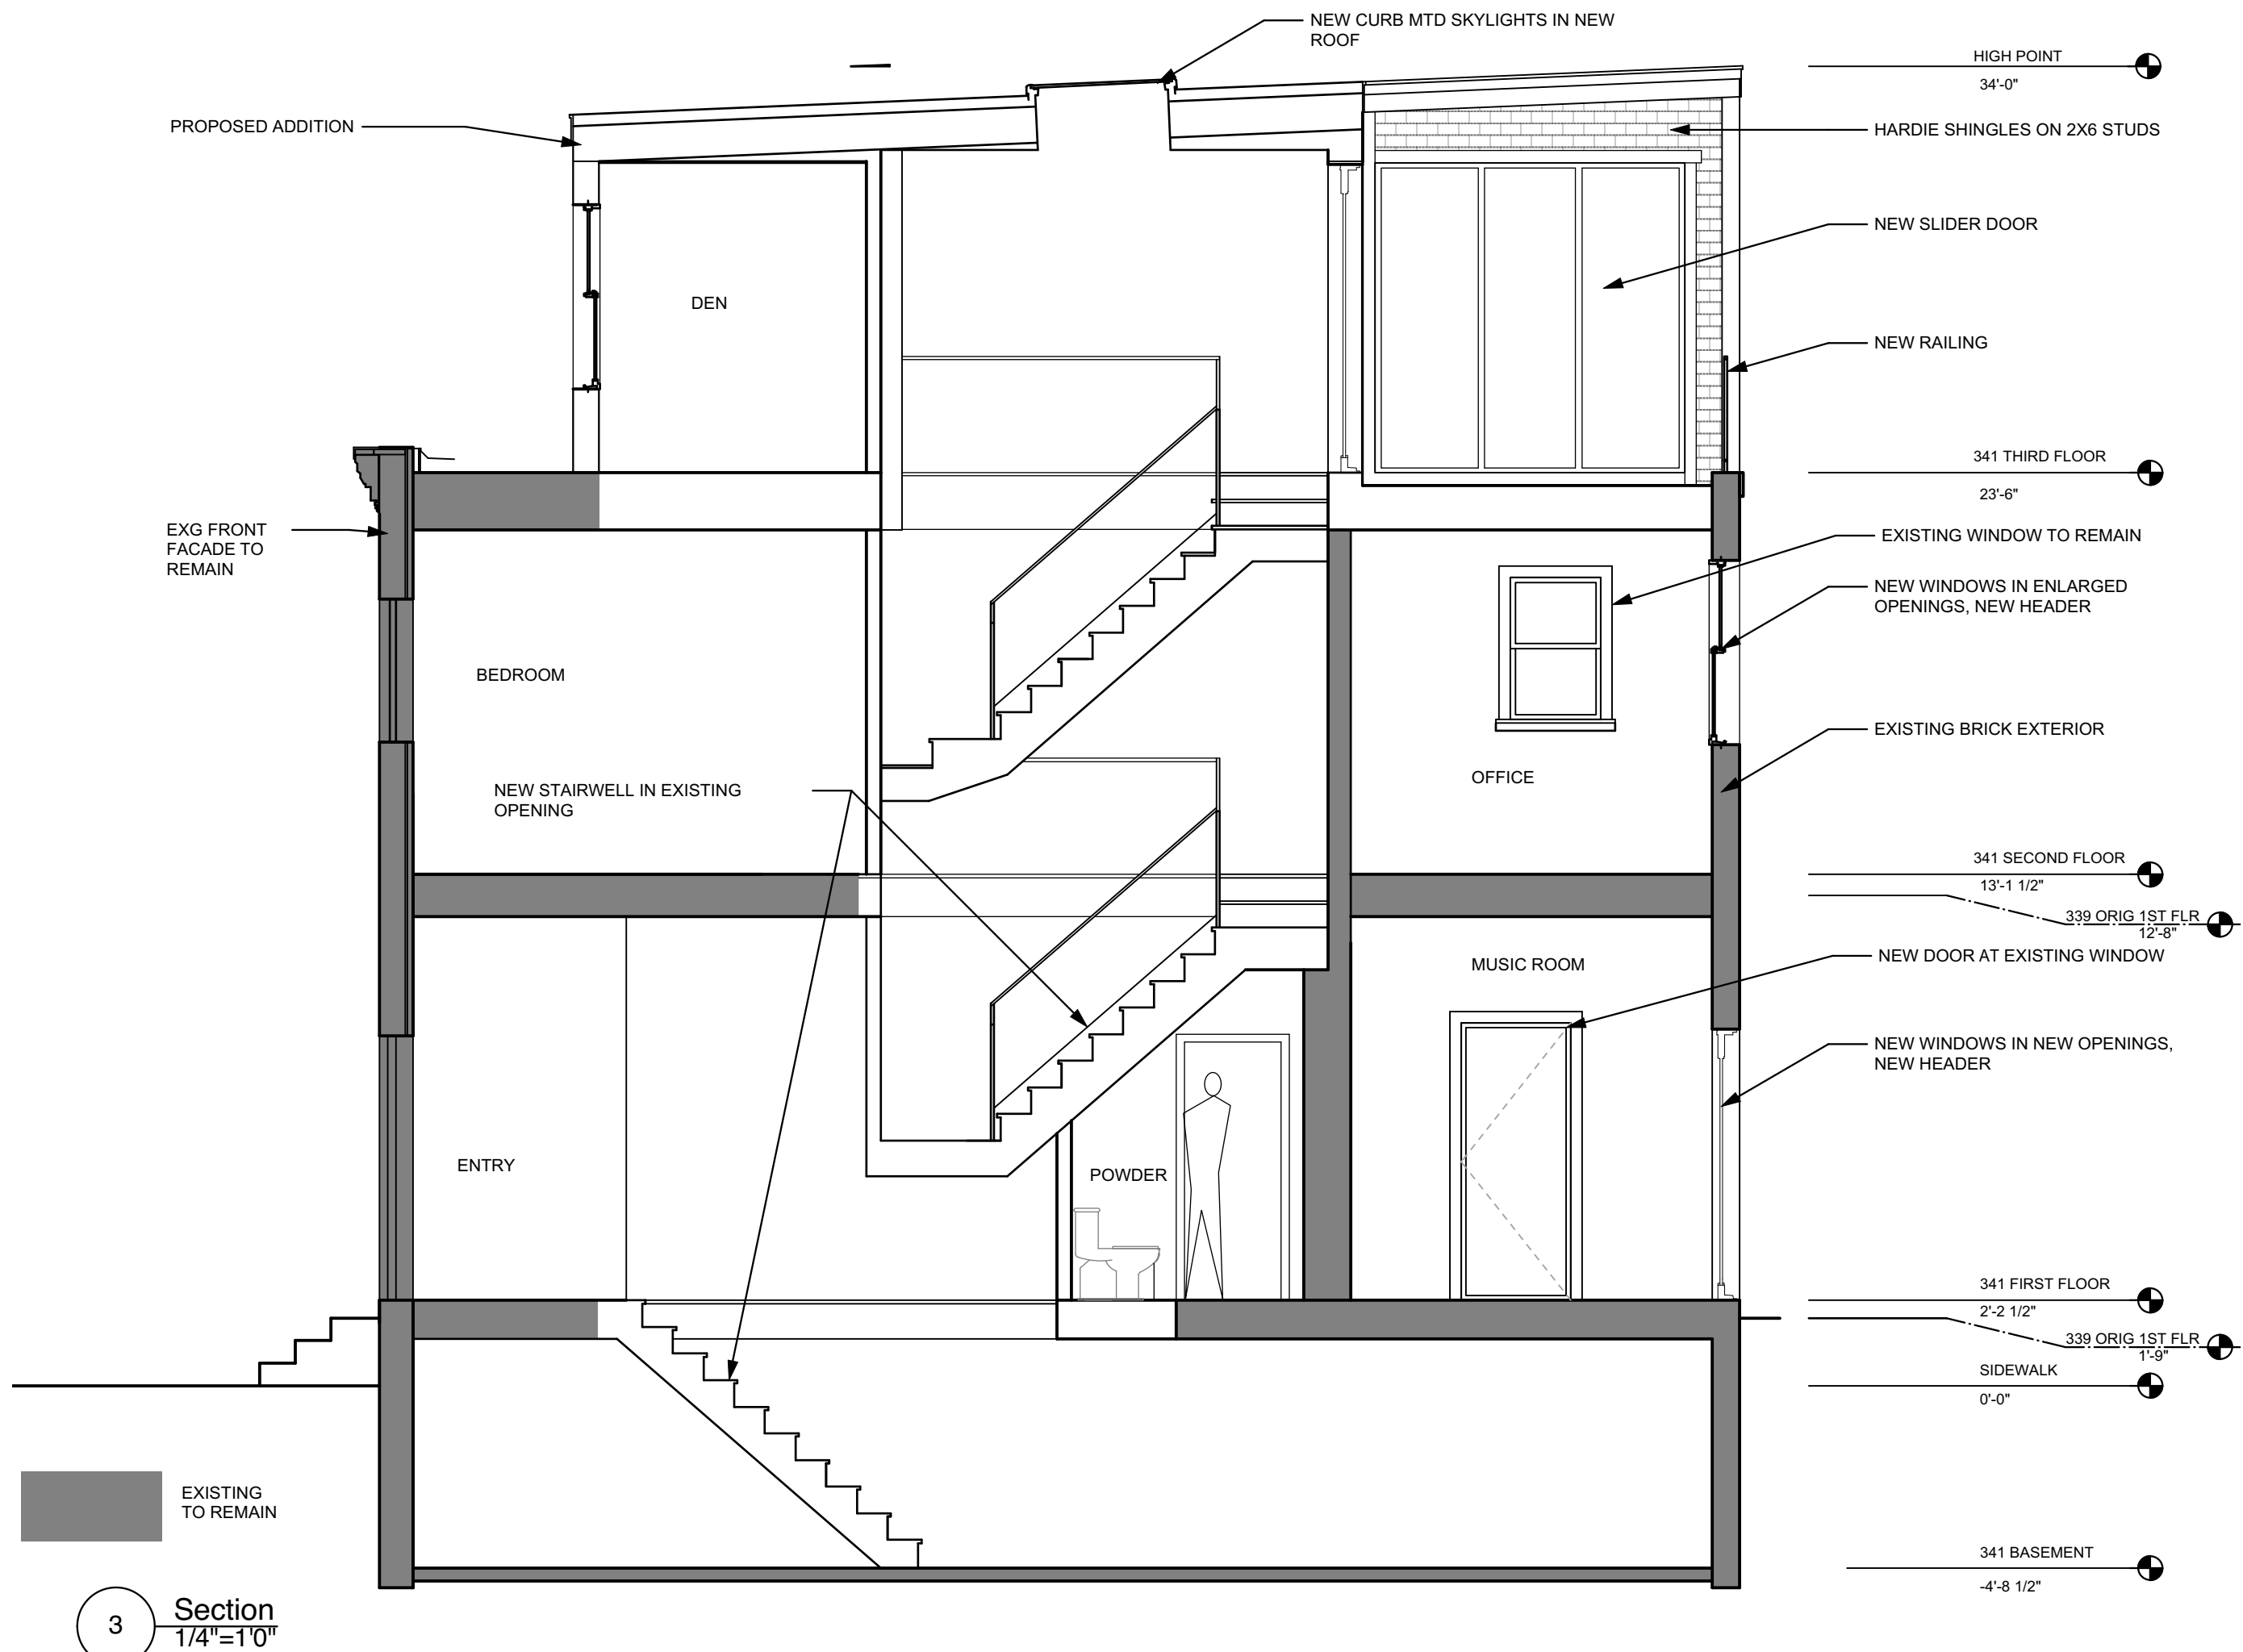 NEW CURB MTD SKYLIGHTS IN NEW
ROOF
HIGH POINT
34'-0"
PROPOSED ADDITION
HARDIE SHINGLES ON 2X6 STUDS
NEW SLIDER DOOR
DEN
NEW RAILING
341 THIRD FLOOR
23'-6"
EXG FRONT
FACADE TO
REMAIN
EXISTING WINDOW TO REMAIN
NEW WINDOWS IN ENLARGED
OPENINGS, NEW HEADER
BEDROOM
EXISTING BRICK EXTERIOR
OFFICE
NEW STAIRWELL IN EXISTING
OPENING
341 SECOND FLOOR
13'-1 1/2"
339 ORIG 1ST FLR
12'-8"
NEW DOOR AT EXISTING WINDOW
MUSIC ROOM
NEW WINDOWS IN NEW OPENINGS,
NEW HEADER
ENTRY
POWDER
341 FIRST FLOOR
2'-2 1/2"
339 ORIG 1ST FLR
1'-9"
SIDEWALK
0'-0"
EXISTING
TO REMAIN
341 BASEMENT
-4'-8 1/2"
3
Section
1/4"=1'0"